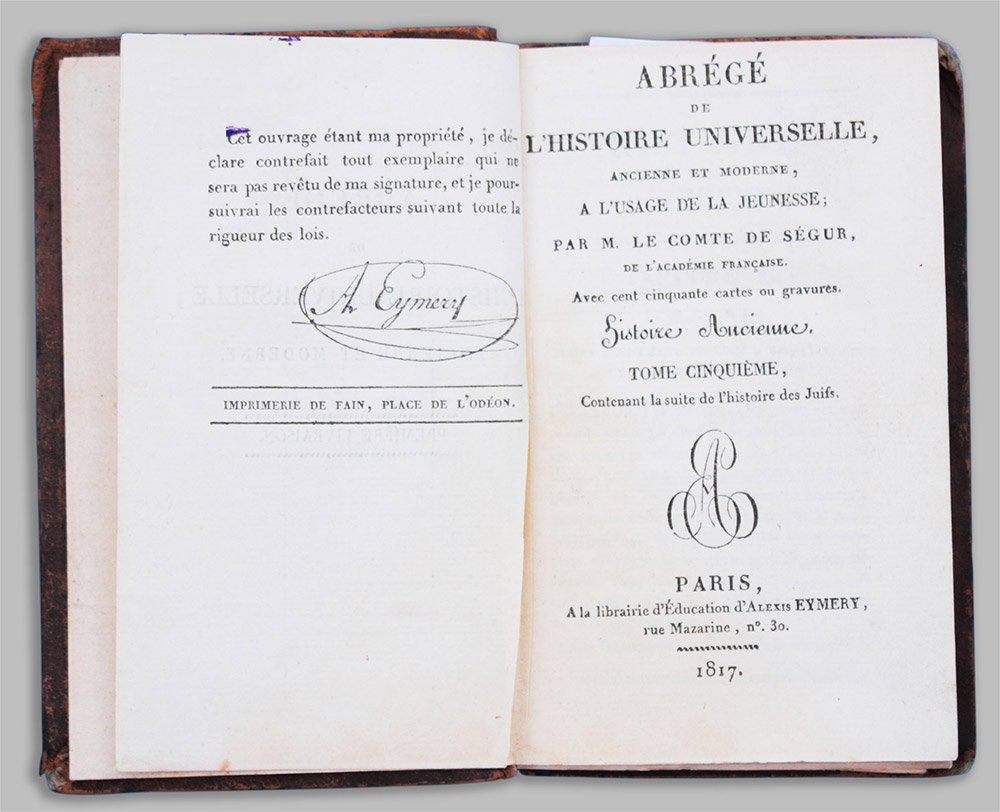 Cet ouvrage étant ma propriété, je dé-
clare contrefait tout exemplaire qui ne
sera pas revêtu de ma signature, et je pour-
suivrai les contrefacteurs suivant toute la
rigueur des lois.
A Eymery
IMPRIMERIE DE FAIN, PLACE DE L'ODÉON.
ABRÉGÉ
DE
L'HISTOIRE UNIVERSELLE,
ANCIENNE ET MODERNE,
A L'USAGE DE LA JEUNESSE;
PAR M. LE COMTE DE SÉGUR,
DE L'ACADÉMIE FRANÇAISE.
Avec cent cinquante cartes ou gravures.
Histoire Ancienne.
TOME CINQUIÈME,
Contenant la suite de l'histoire des Juifs.
AE
PARIS,
A la librairie d'Éducation d'ALEXIS EYMERY,
rue Mazarine, n°. 30.
1817.